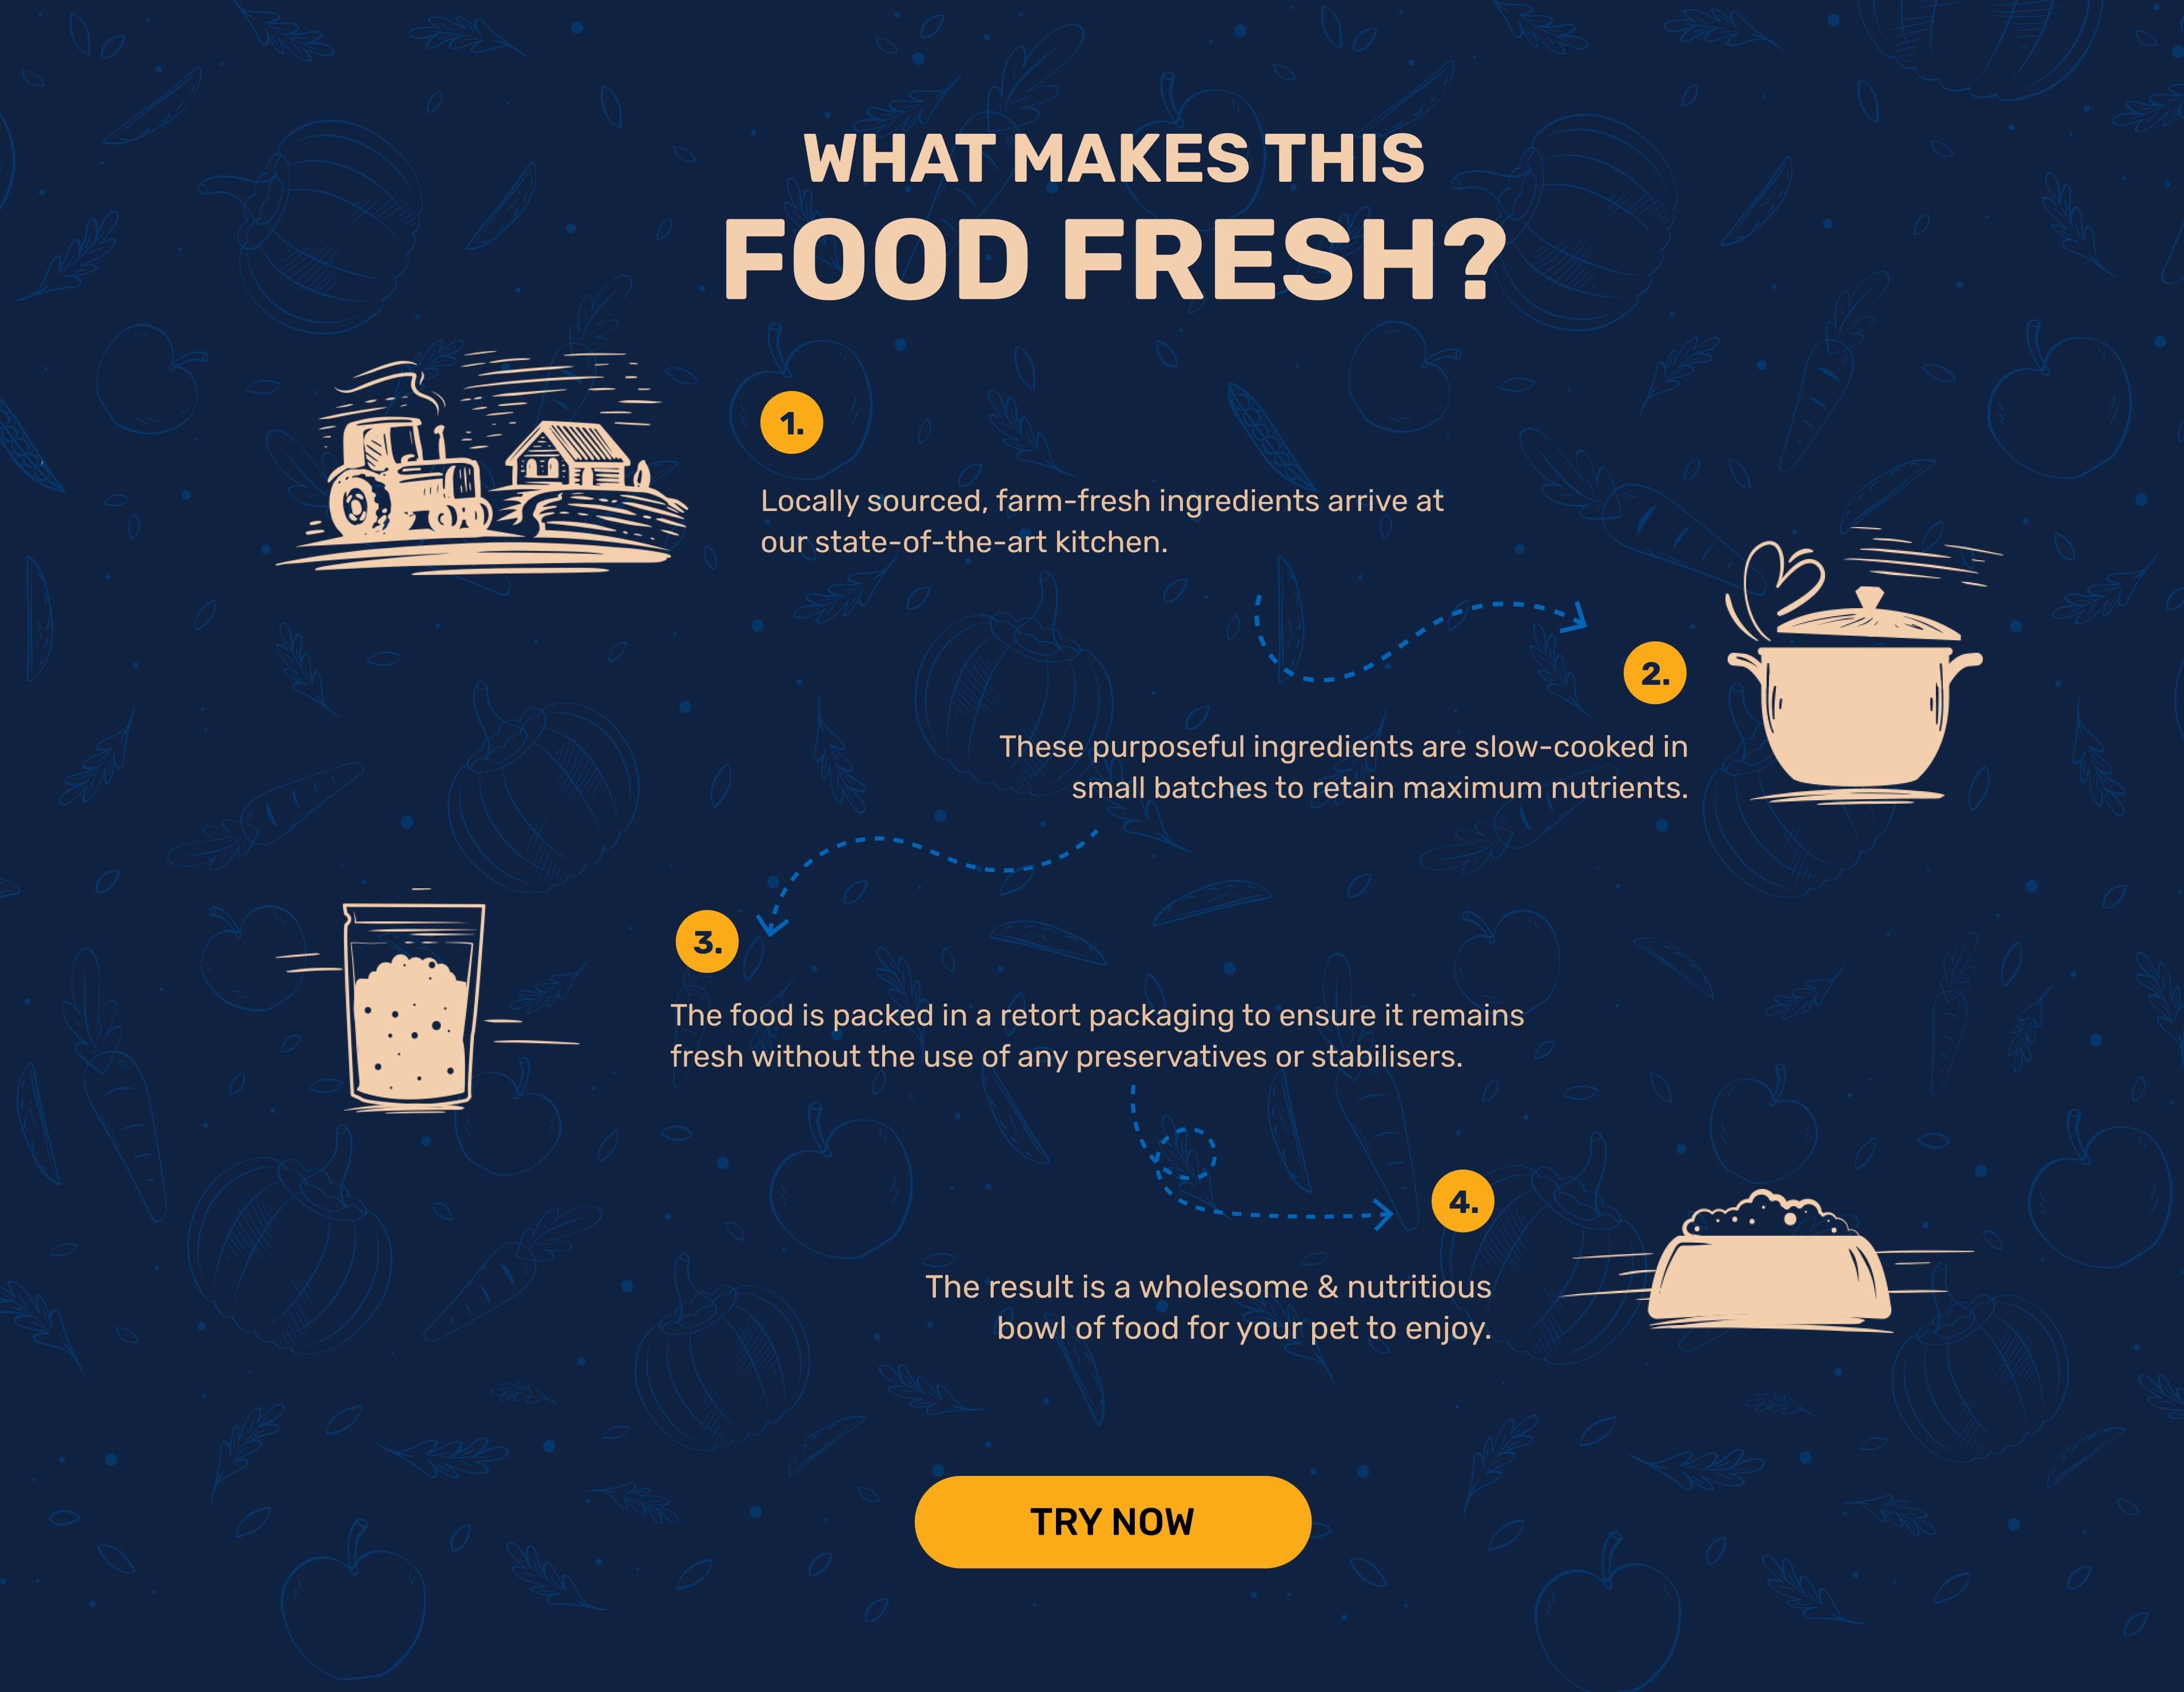 WHAT MAKES THIS
FOOD FRESH?
1.
Locally sourced, farm-fresh ingredients arrive at
our state-of-the-art kitchen.
2.
These purposeful ingredients are slow-cooked in
small batches to retain maximum nutrients.
3.
The food is packed in a retort packaging to ensure it remains
fresh without the use of any preservatives or stabilisers.
4.
The result is a wholesome & nutritious
bowl of food for your pet to enjoy.
TRY NOW